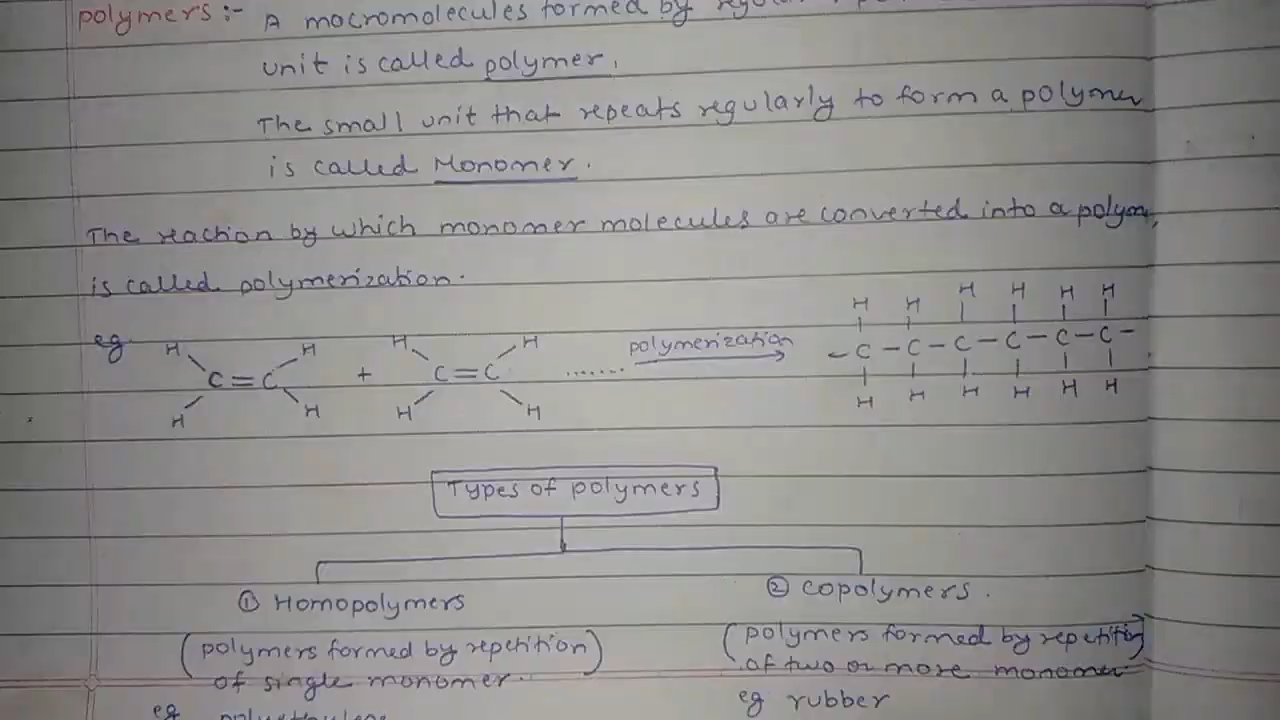 polymers :- A macromolecules formed by
unit is called polymer.
The small unit that repeats regularly to form a polymer
is called Monomer.
The reaction by which monomer molecules are converted into a polym
is called polymerization.
H H H H H H
eg H H + H H ....... polymerization - C - C - C - C - C - C -
C = C C = C
H H H H H H H H H H
Types of polymers
① Homopolymers ② copolymers.
(polymers formed by repetition (polymers formed by repetition
of single monomer.) of two or more monomer
eg rubber
eg